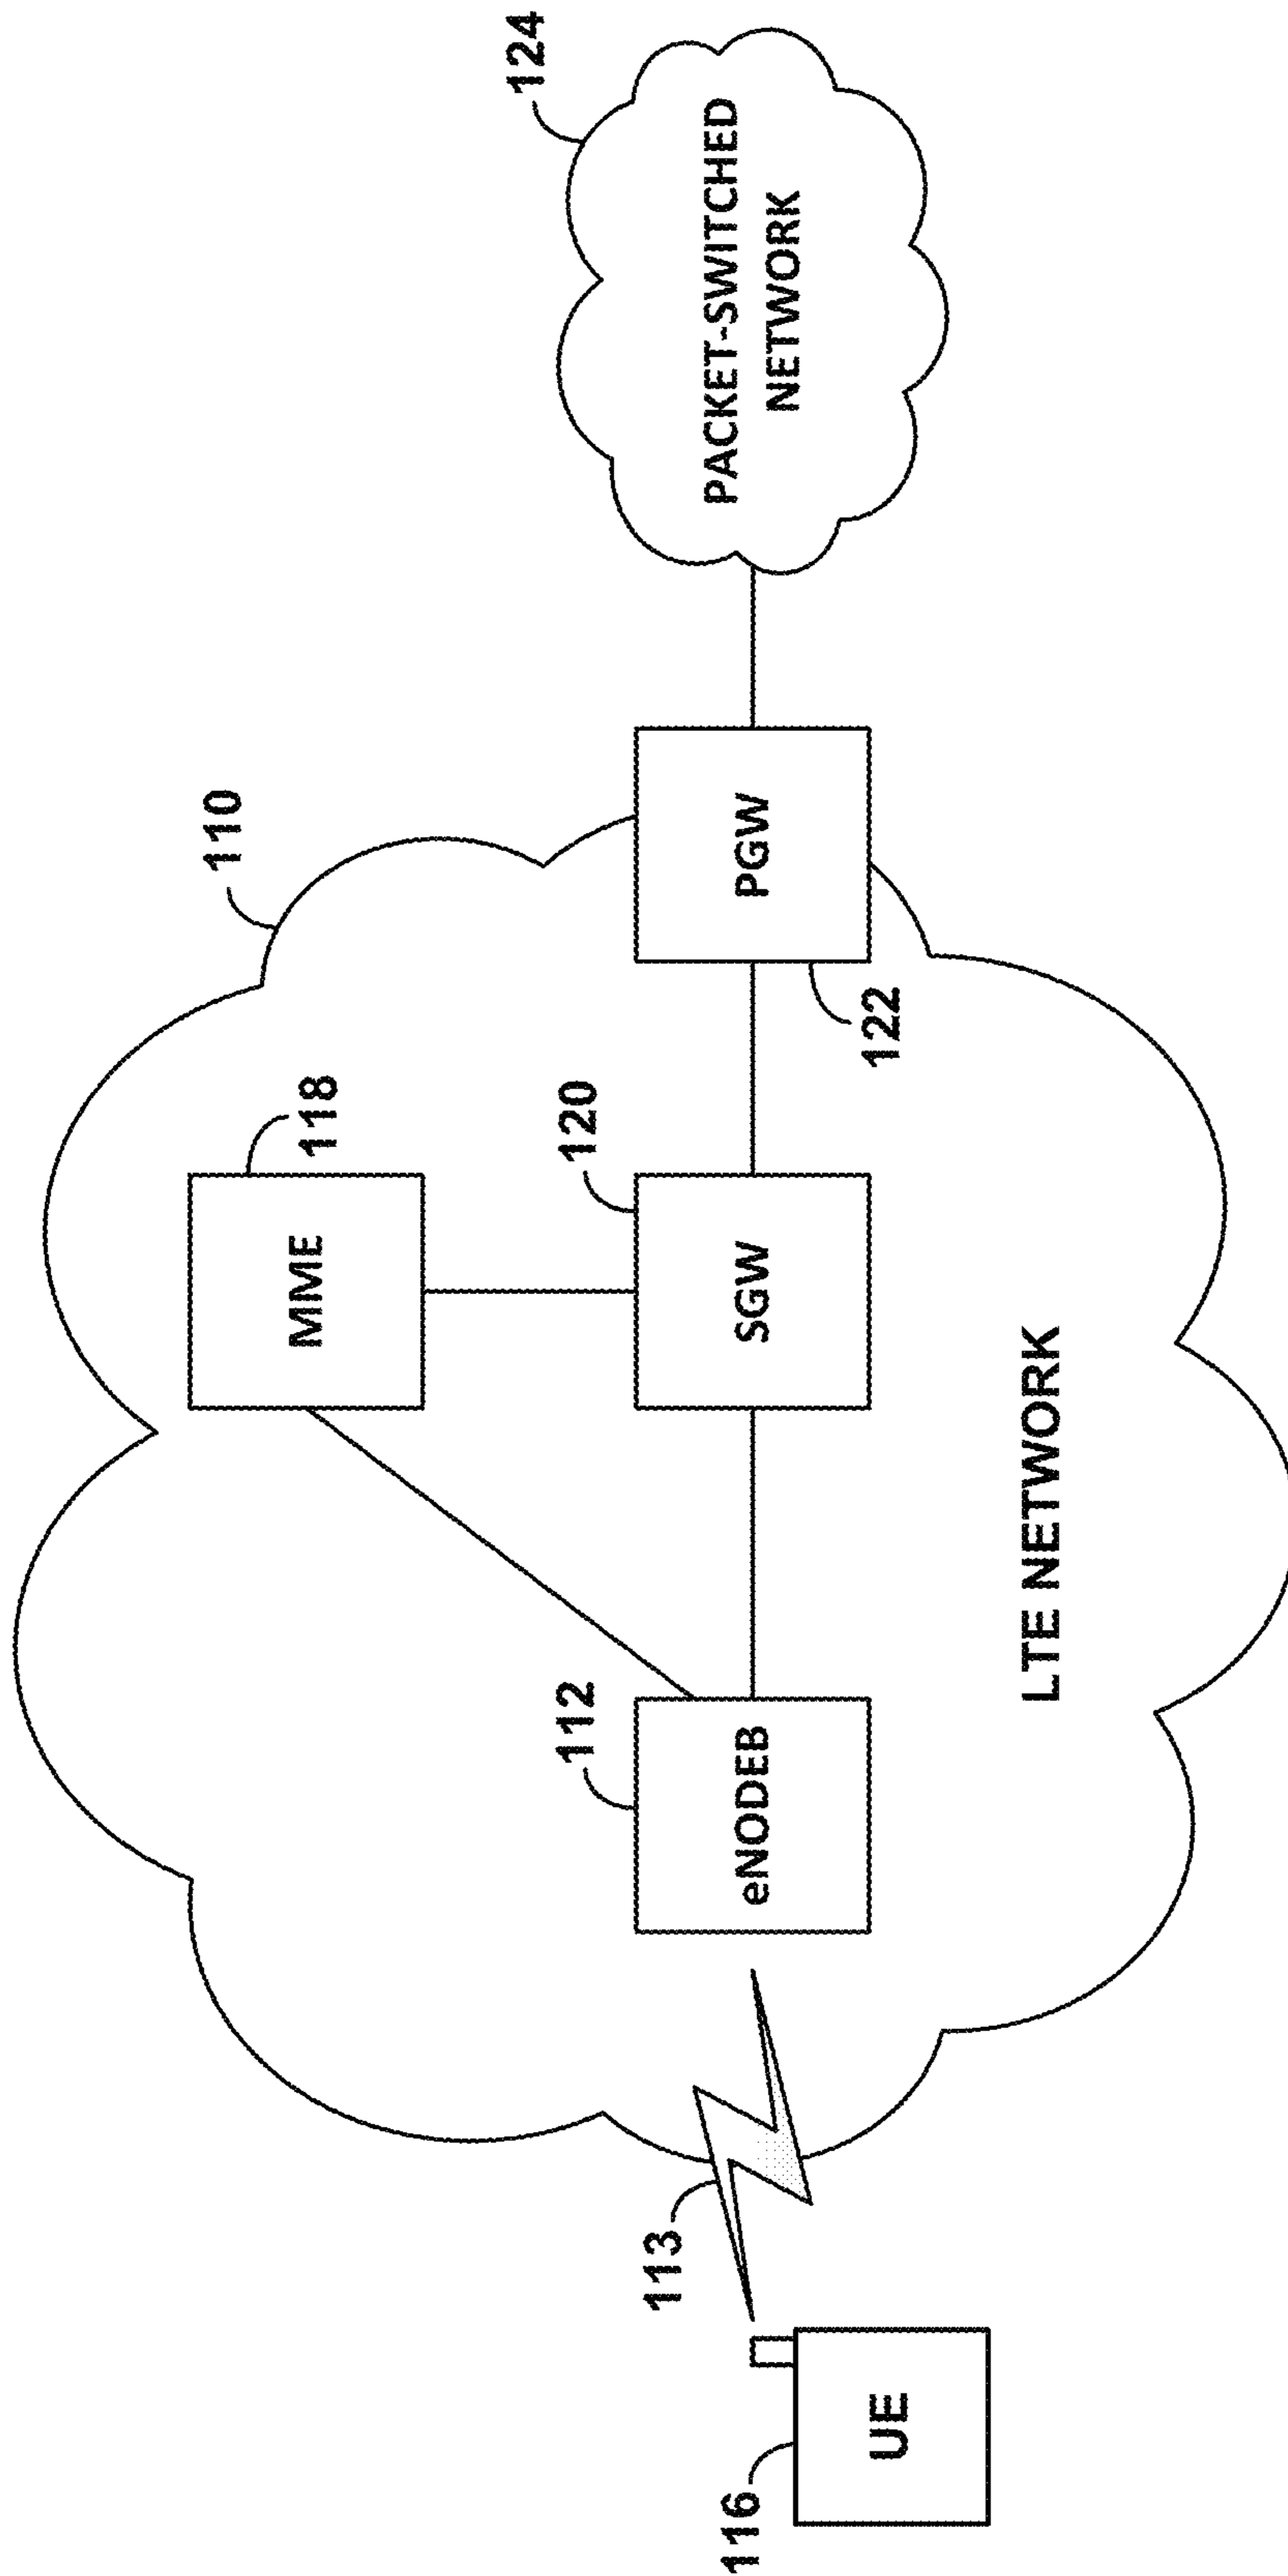 110
124
MME
118
113
112
120
116
UE
eNODEB
SGW
PGW
122
PACKET-SWITCHED
NETWORK
LTE NETWORK